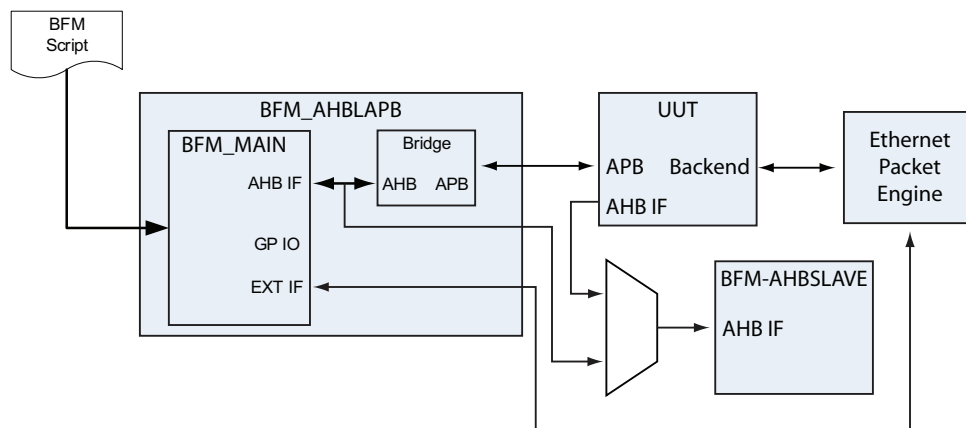 BFM
Script
BFM_AHBLAPB
BFM_MAIN
AHB IF
GP IO
EXT IF
Bridge
AHB APB
UUT
APB Backend
AHB IF
Ethernet
Packet
Engine
BFM-AHBSLAVE
AHB IF